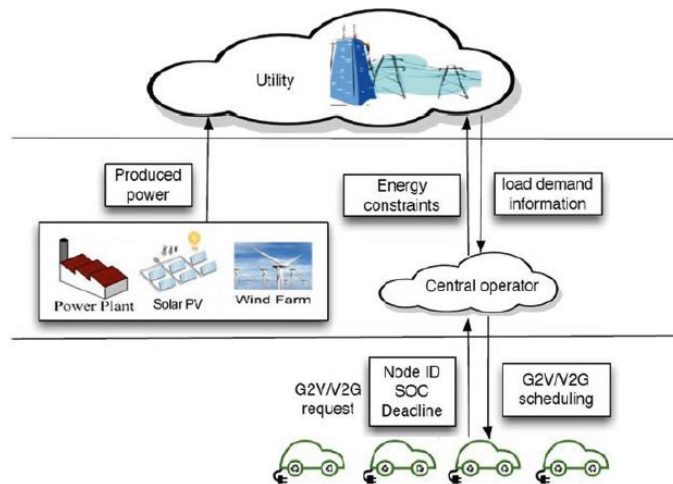 Utility
Produced
power
Energy
constraints
load demand
information
Power Plant
Solar PV
Wind Farm
Central operator
G2V/V2G
request
Node ID
SOC
Deadline
G2V/V2G
scheduling